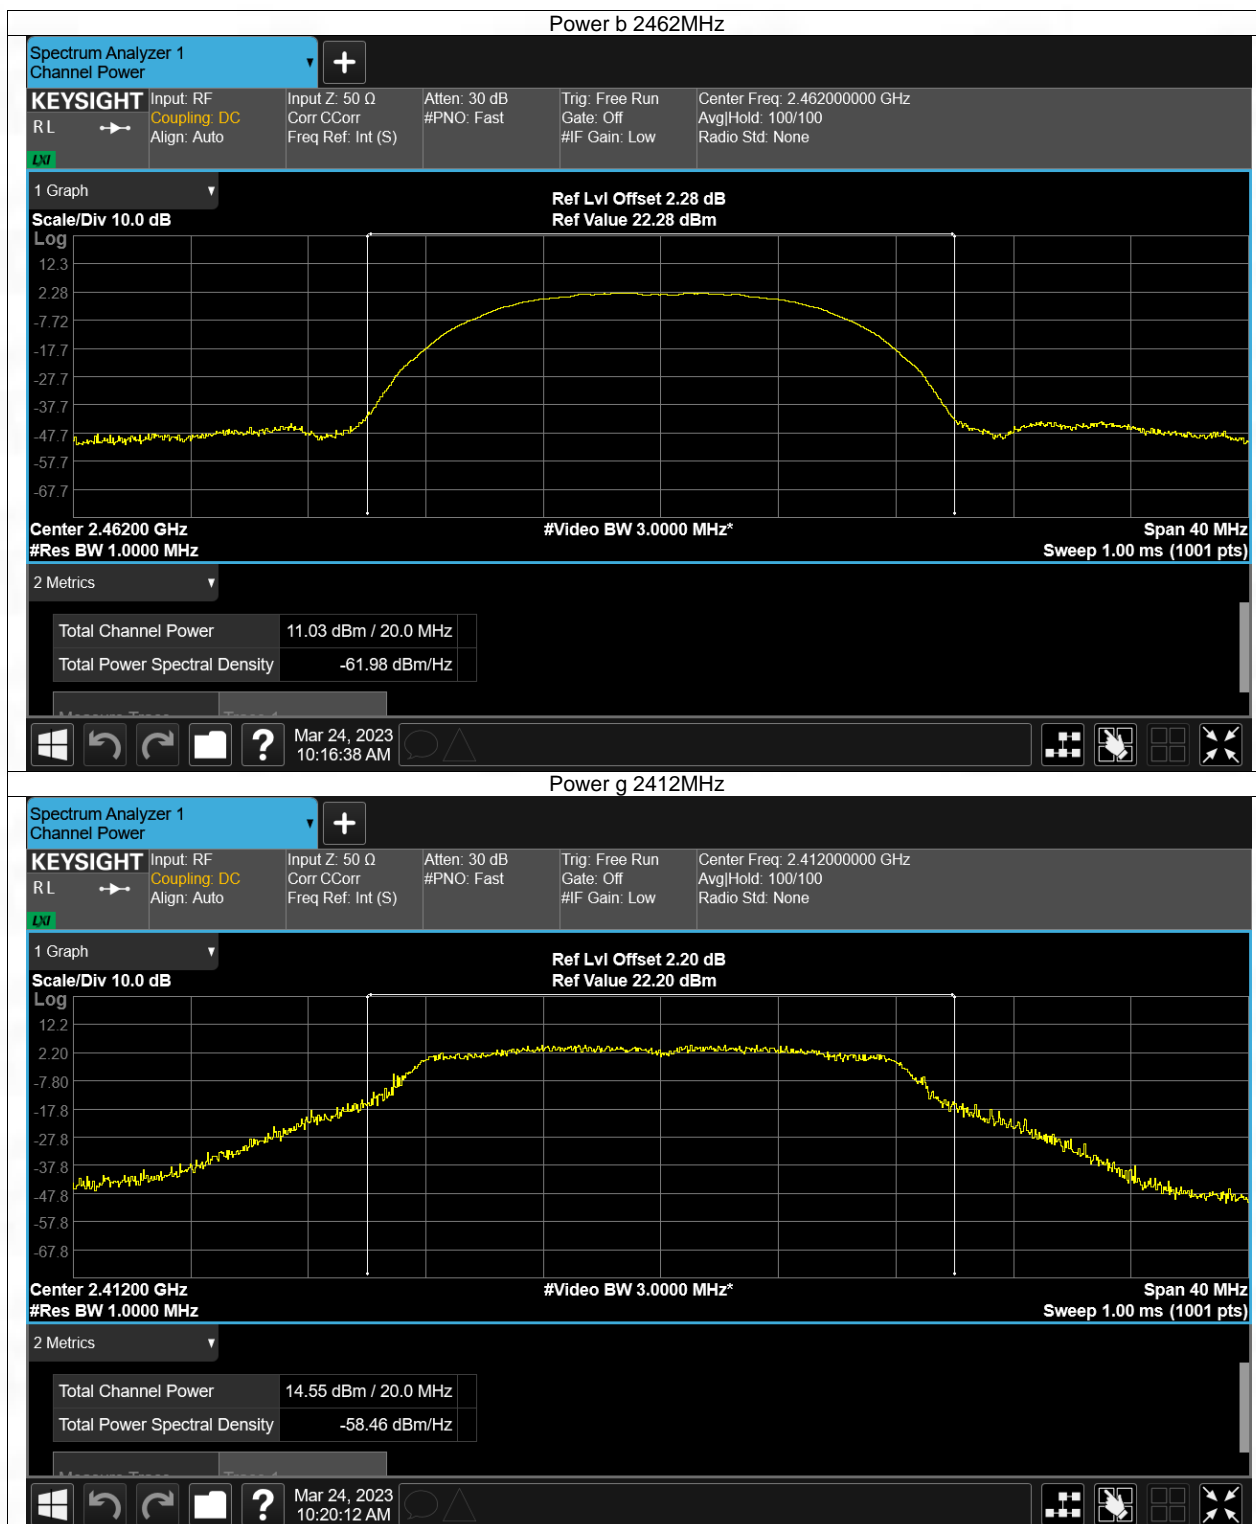 Power b 2462MHz
Spectrum Analyzer 1
Channel Power
KEYSIGHT Input: RF Input Z: 50 Ω Atten: 30 dB Trig: Free Run Center Freq: 2.462000000 GHz
RL Coupling: DC Corr CCorr #PNO: Fast Gate: Off Avg|Hold: 100/100
Align: Auto Freq Ref: Int (S) #IF Gain: Low Radio Std: None
LXI
1 Graph
Ref Lvl Offset 2.28 dB
Scale/Div 10.0 dB Ref Value 22.28 dBm
Log
12.3
2.28
-7.72
-17.7
-27.7
-37.7
-47.7
-57.7
-67.7
Center 2.46200 GHz #Video BW 3.0000 MHz* Span 40 MHz
#Res BW 1.0000 MHz Sweep 1.00 ms (1001 pts)
2 Metrics
Total Channel Power 11.03 dBm / 20.0 MHz
Total Power Spectral Density -61.98 dBm/Hz
Measure Trace Trace 1
Mar 24, 2023
10:16:38 AM
Power g 2412MHz
Spectrum Analyzer 1
Channel Power
KEYSIGHT Input: RF Input Z: 50 Ω Atten: 30 dB Trig: Free Run Center Freq: 2.412000000 GHz
RL Coupling: DC Corr CCorr #PNO: Fast Gate: Off Avg|Hold: 100/100
Align: Auto Freq Ref: Int (S) #IF Gain: Low Radio Std: None
LXI
1 Graph
Ref Lvl Offset 2.20 dB
Scale/Div 10.0 dB Ref Value 22.20 dBm
Log
12.2
2.20
-7.80
-17.8
-27.8
-37.8
-47.8
-57.8
-67.8
Center 2.41200 GHz #Video BW 3.0000 MHz* Span 40 MHz
#Res BW 1.0000 MHz Sweep 1.00 ms (1001 pts)
2 Metrics
Total Channel Power 14.55 dBm / 20.0 MHz
Total Power Spectral Density -58.46 dBm/Hz
Measure Trace Trace 1
Mar 24, 2023
10:20:12 AM